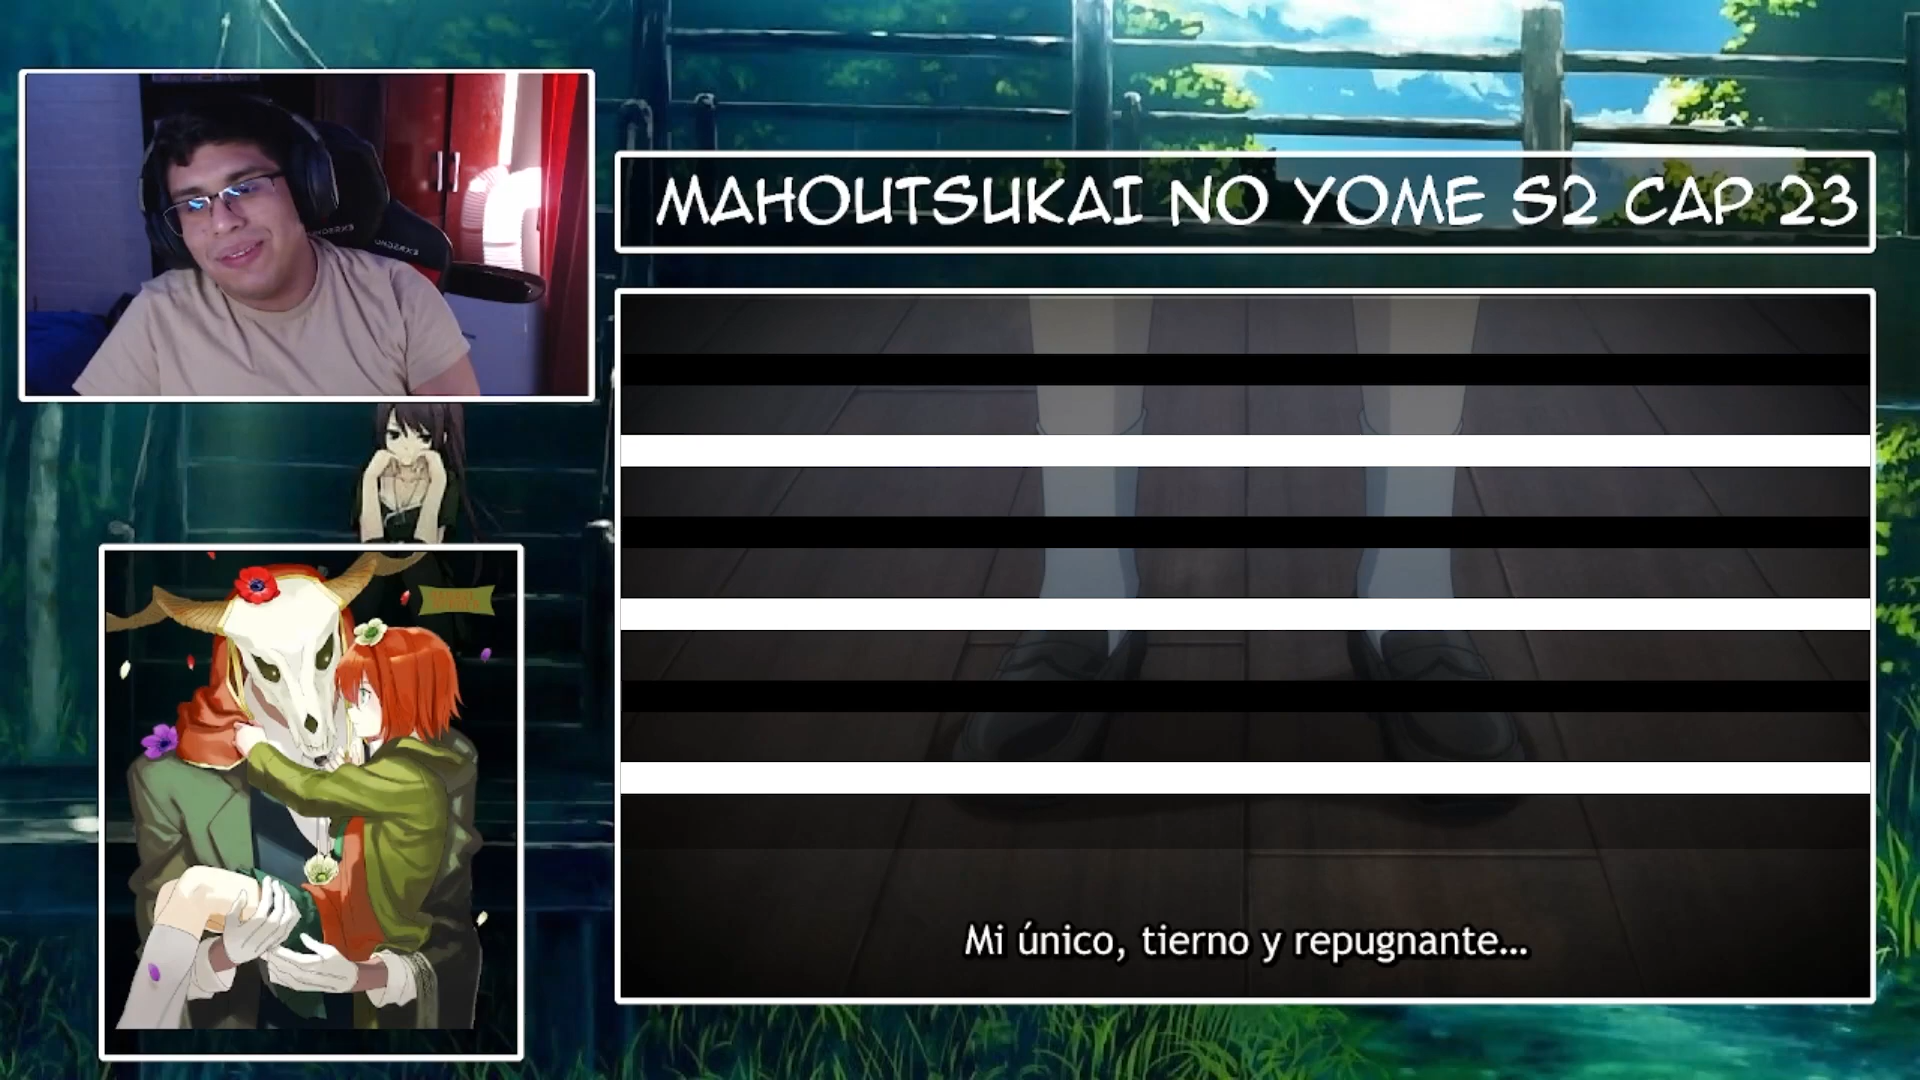 MAHOUTSUKAI NO YOME S2 CAP 23
Mi único, tierno y repugnante...